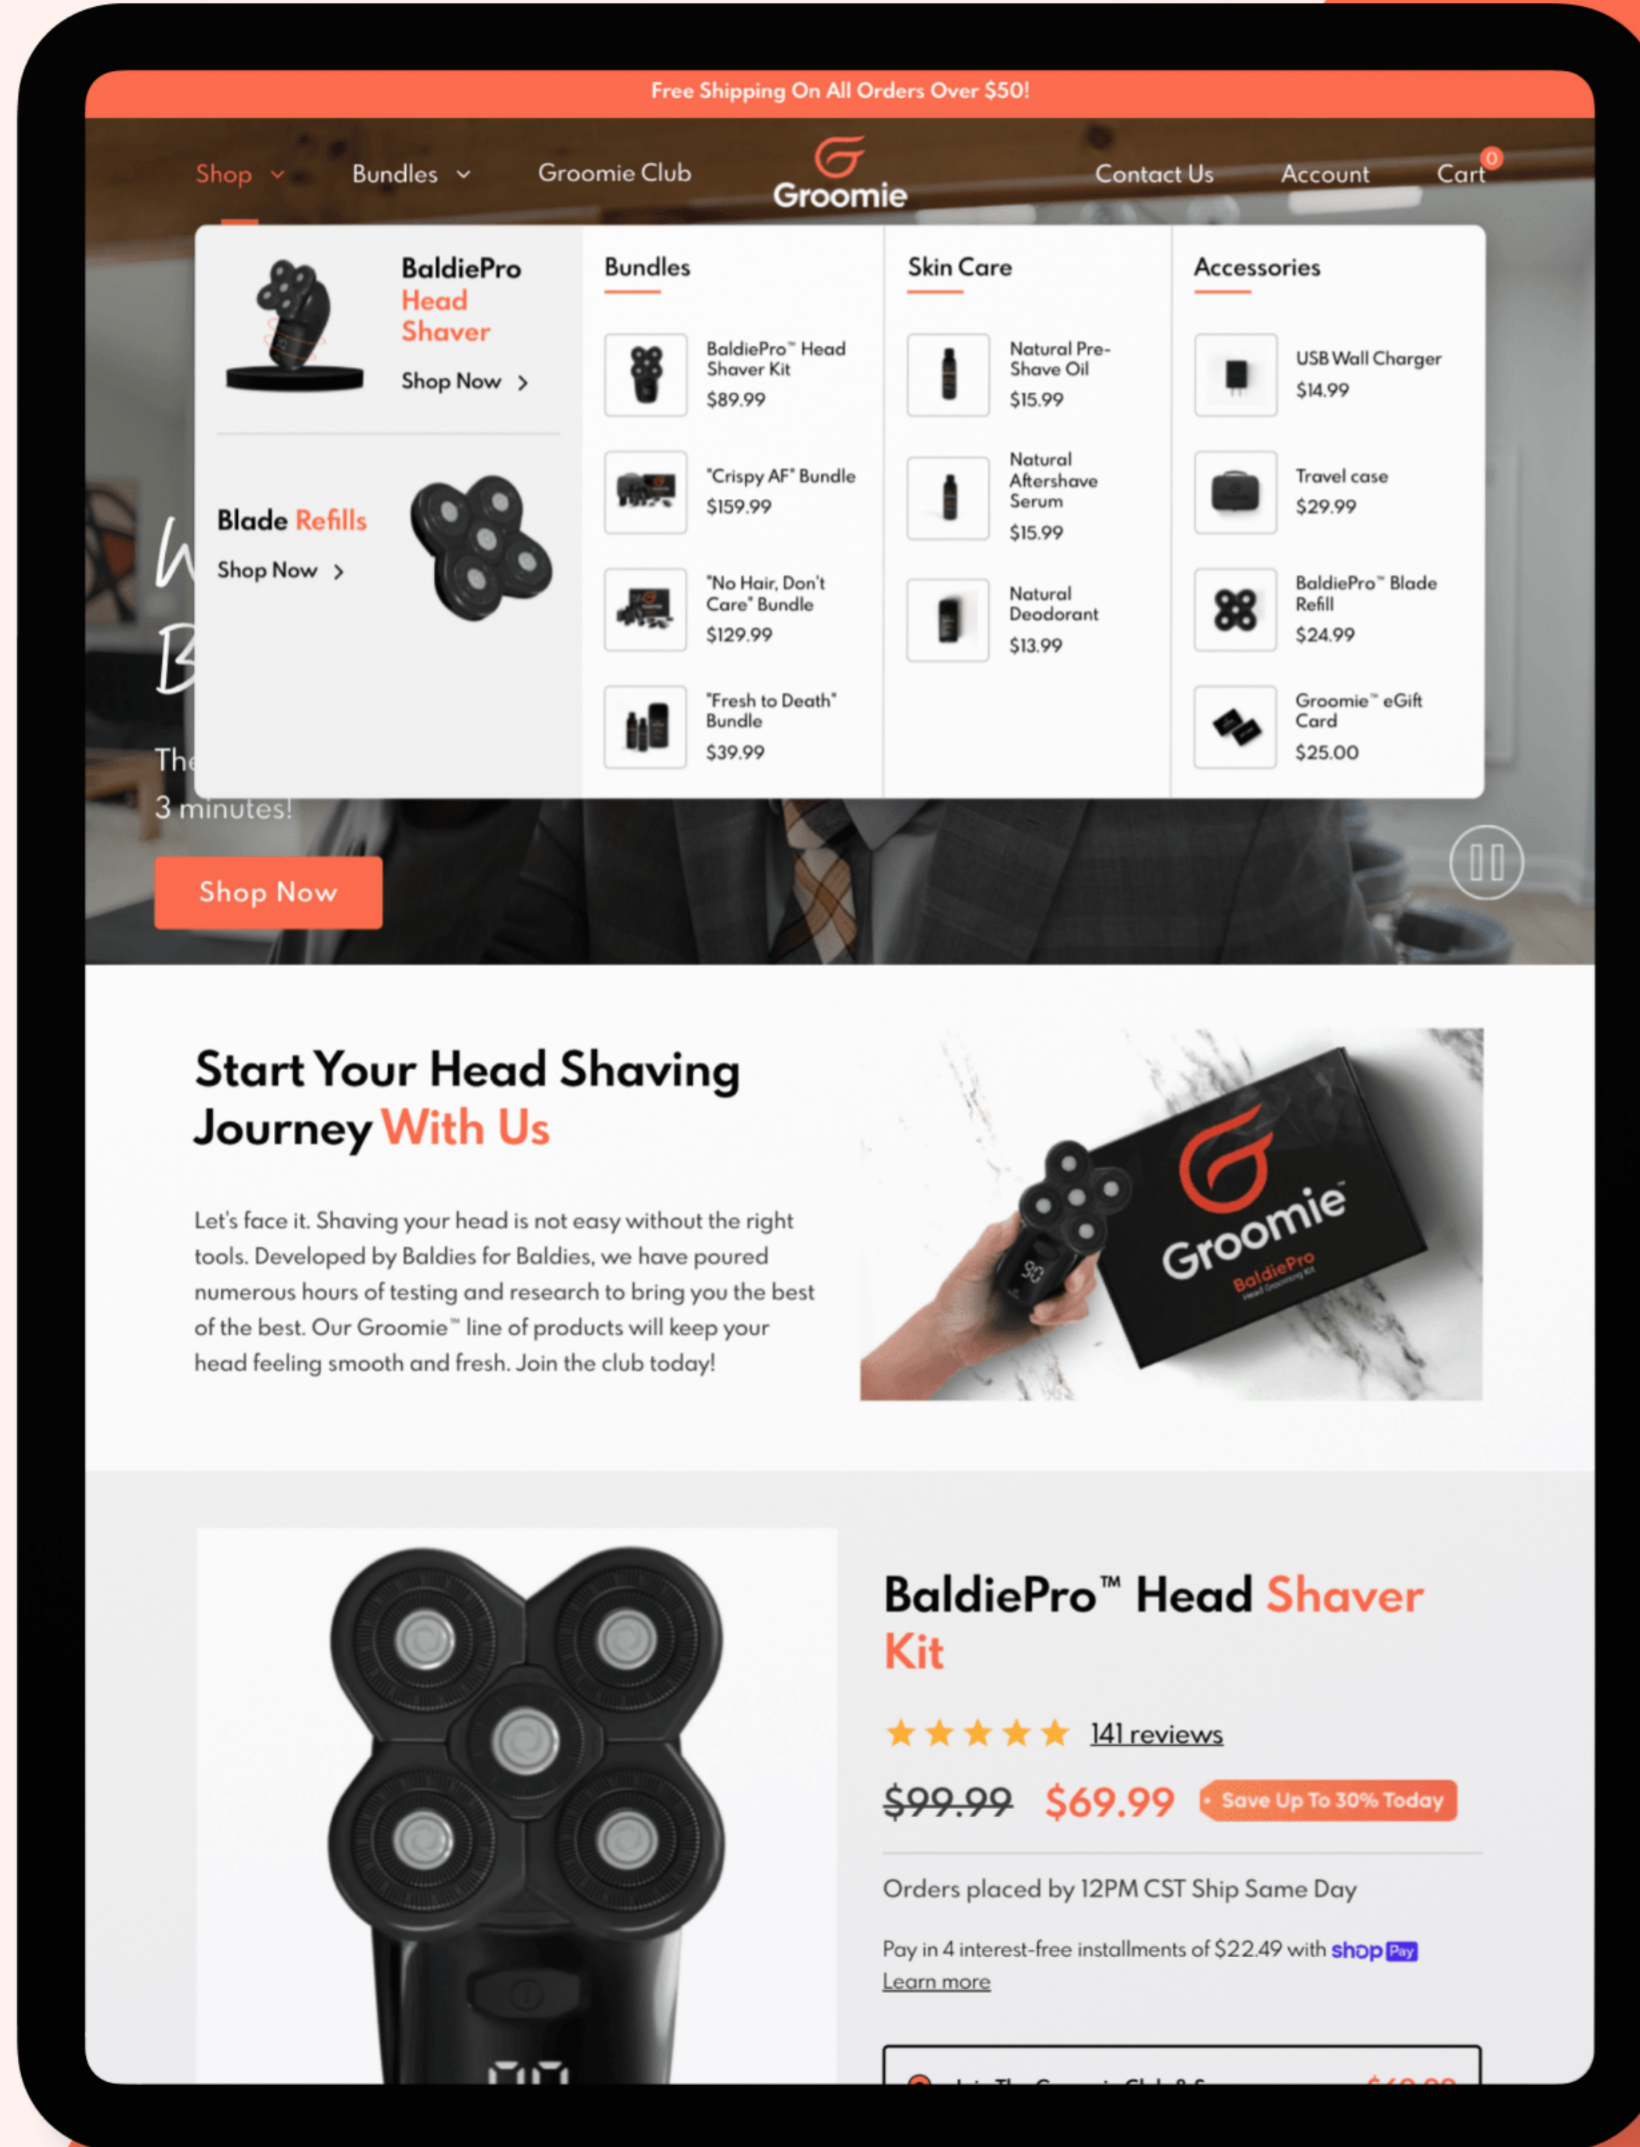 Free Shipping On All Orders Over $50!
Shop
Bundles
Groomie Club
Groomie
Contact Us
Account
Cart
0
BaldiePro
Head
Shaver
Shop Now
Blade Refills
Shop Now
Bundles
BaldiePro™ Head
Shaver Kit
$89.99
"Crispy AF" Bundle
$159.99
"No Hair, Don't
Care" Bundle
$129.99
"Fresh to Death"
Bundle
$39.99
Skin Care
Natural Pre-
Shave Oil
$15.99
Natural
Aftershave
Serum
$15.99
Natural
Deodorant
$13.99
Accessories
USB Wall Charger
$14.99
Travel case
$29.99
BaldiePro™ Blade
Refill
$24.99
Groomie™ eGift
Card
$25.00
3 minutes!
Shop Now
Start Your Head Shaving
Journey With Us
Let's face it. Shaving your head is not easy without the right
tools. Developed by Baldies for Baldies, we have poured
numerous hours of testing and research to bring you the best
of the best. Our Groomie™ line of products will keep your
head feeling smooth and fresh. Join the club today!
90
Groomie™
BaldiePro
Head Grooming Kit
BaldiePro™ Head Shaver
Kit
141 reviews
$99.99 $69.99 Save Up To 30% Today
Orders placed by 12PM CST Ship Same Day
Pay in 4 interest-free installments of $22.49 with shop Pay
Learn more